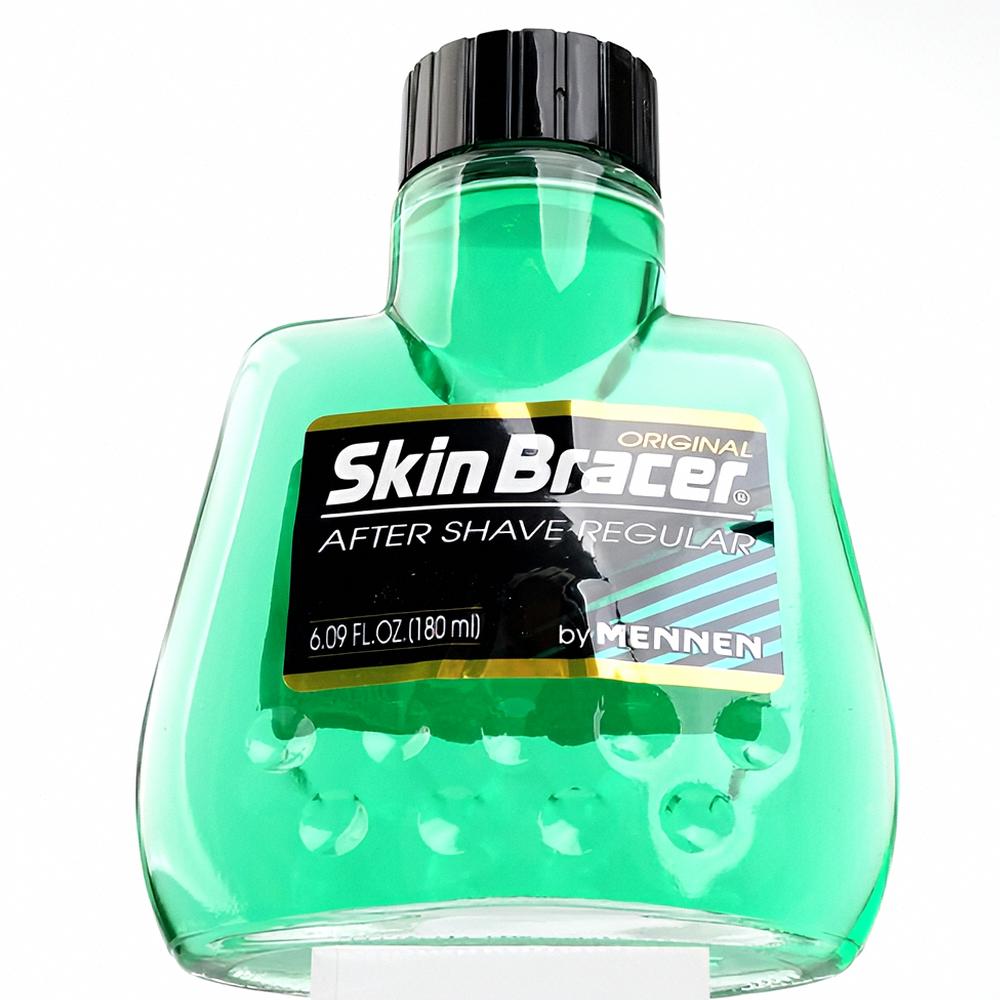 ORIGINAL
Skin Bracer®
AFTER SHAVE REGULAR
6.09 FL.OZ.(180 ml)
by MENNEN